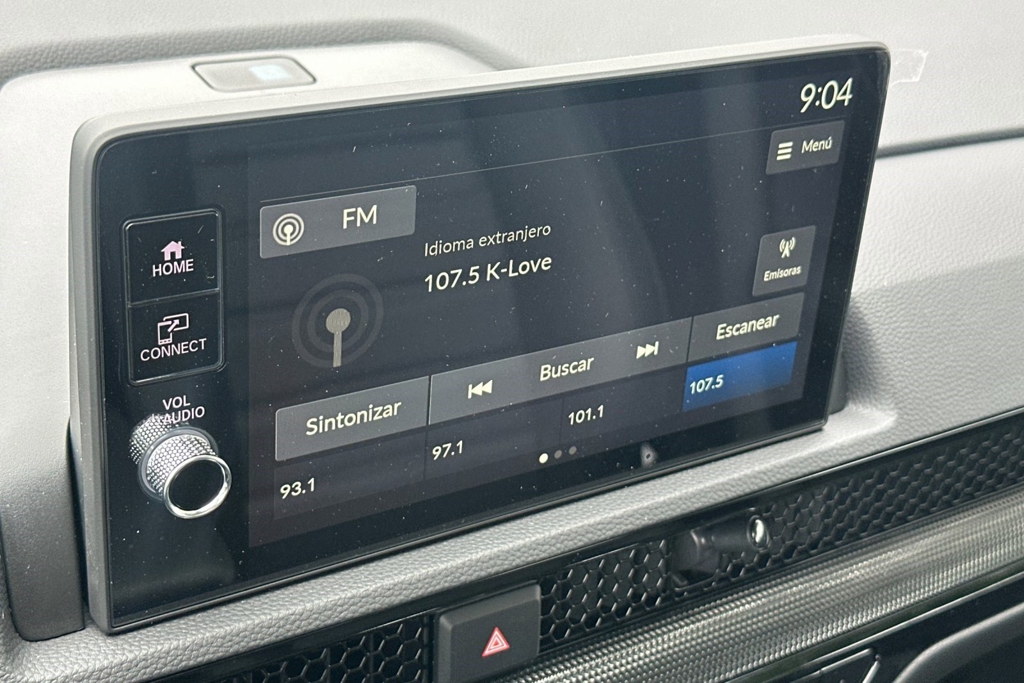 9:04
Menú
FM
HOME
Idioma extranjero
107.5 K-Love
Emisoras
CONNECT
Sintonizar
Buscar
Escanear
VOL
AUDIO
93.1
97.1
101.1
107.5